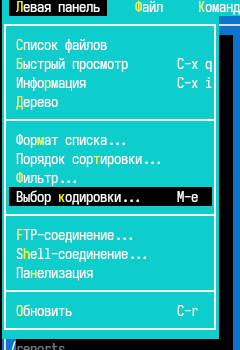 Левая панель Файл Команд
Список файлов
Быстрый просмотр C-x q
Информация C-x i
Дерево
Формат списка...
Порядок сортировки...
Фильтр...
Выбор кодировки... M-e
FTP-соединение...
Shell-соединение...
Панелизация
Обновить C-r
/reports